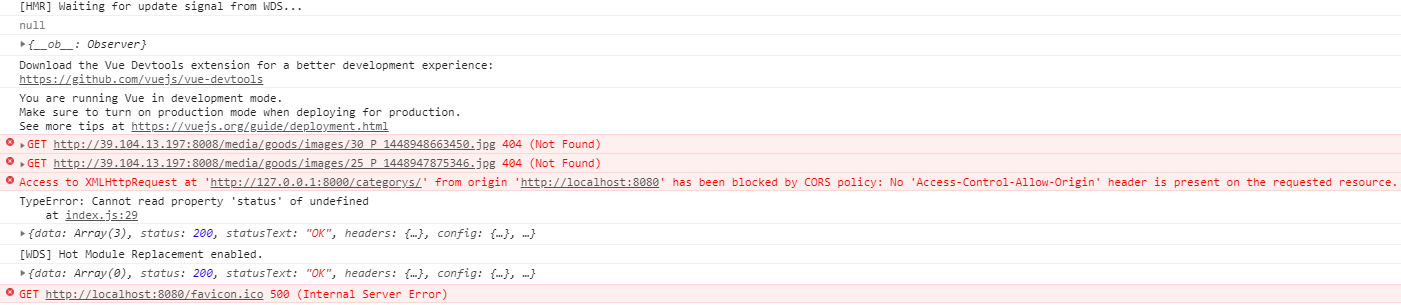 [HMR] Waiting for update signal from WDS...
null
{__ob__: Observer}
Download the Vue Devtools extension for a better development experience:
https://github.com/vuejs/vue-devtools
You are running Vue in development mode.
Make sure to turn on production mode when deploying for production.
See more tips at https://vuejs.org/guide/deployment.html
GET http://39.104.13.197:8008/media/goods/images/30_P_1448948663450.jpg 404 (Not Found)
GET http://39.104.13.197:8008/media/goods/images/25_P_1448947875346.jpg 404 (Not Found)
Access to XMLHttpRequest at 'http://127.0.0.1:8000/categorys/' from origin 'http://localhost:8080' has been blocked by CORS policy: No 'Access-Control-Allow-Origin' header is present on the requested resource.
TypeError: Cannot read property 'status' of undefined
at index.js:29
{data: Array(3), status: 200, statusText: "OK", headers: {…}, config: {…}, …}
[WDS] Hot Module Replacement enabled.
{data: Array(0), status: 200, statusText: "OK", headers: {…}, config: {…}, …}
GET http://localhost:8080/favicon.ico 500 (Internal Server Error)